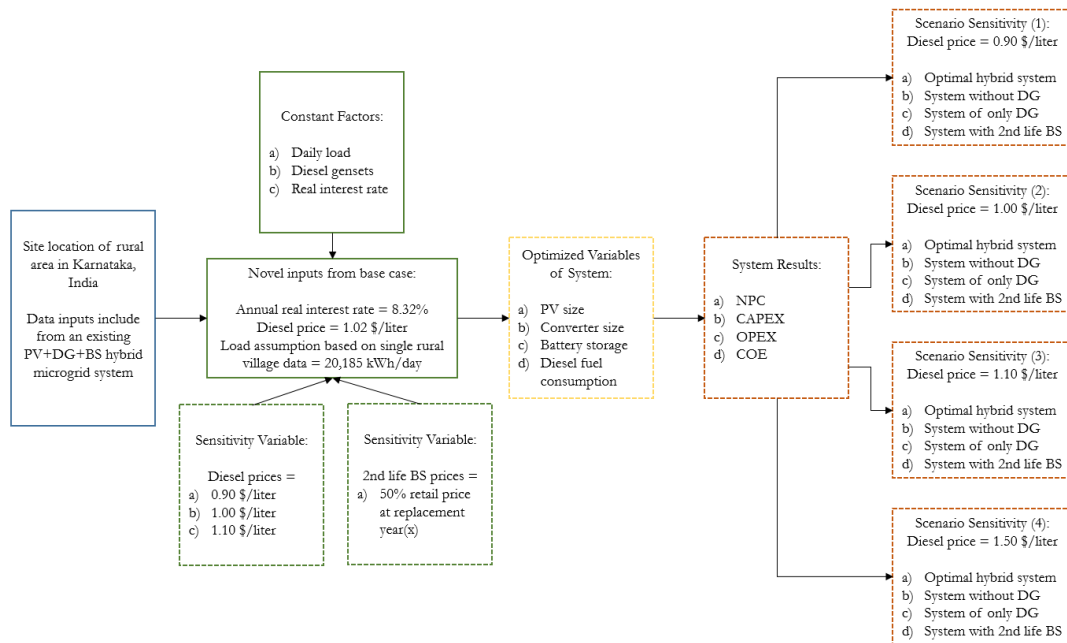 Site location of rural
area in Karnataka,
India
Data inputs include
from an existing
PV+DG+BS hybrid
microgrid system
Constant Factors:
a) Daily load
b) Diesel gensets
c) Real interest rate
Novel inputs from base case:
Annual real interest rate = 8.32%
Diesel price = 1.02 $/liter
Load assumption based on single rural
village data = 20,185 kWh/day
Sensitivity Variable:
Diesel prices =
a) 0.90 $/liter
b) 1.00 $/liter
c) 1.10 $/liter
Sensitivity Variable:
2nd life BS prices =
a) 50% retail price
at replacement
year(x)
Optimized Variables
of System:
a) PV size
b) Converter size
c) Battery storage
d) Diesel fuel
consumption
System Results:
a) NPC
b) CAPEX
c) OPEX
d) COE
Scenario Sensitivity (1):
Diesel price = 0.90 $/liter
a) Optimal hybrid system
b) System without DG
c) System of only DG
d) System with 2nd life BS
Scenario Sensitivity (2):
Diesel price = 1.00 $/liter
a) Optimal hybrid system
b) System without DG
c) System of only DG
d) System with 2nd life BS
Scenario Sensitivity (3):
Diesel price = 1.10 $/liter
a) Optimal hybrid system
b) System without DG
c) System of only DG
d) System with 2nd life BS
Scenario Sensitivity (4):
Diesel price = 1.50 $/liter
a) Optimal hybrid system
b) System without DG
c) System of only DG
d) System with 2nd life BS